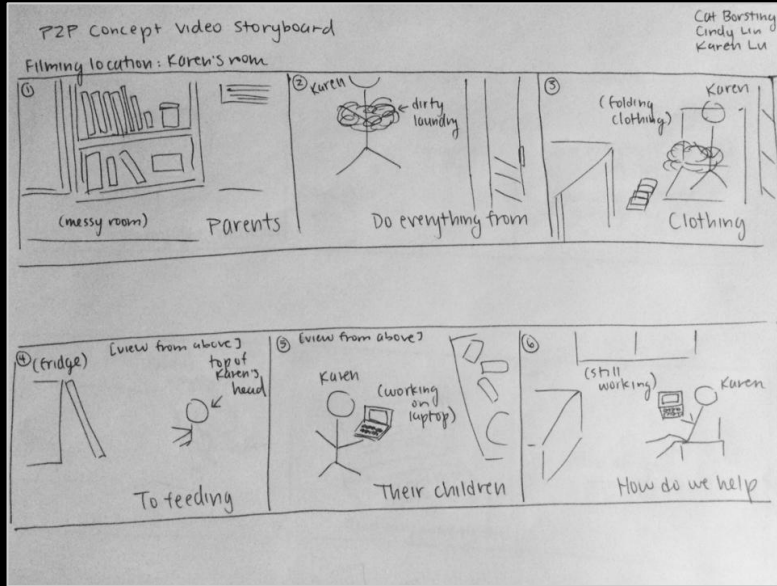 P2P Concept Video Storyboard
Cat Borsting
Cindy Lin
Karen Lu
Filming location: Karen's room
①
(messy room)
Parents
②
Karen
dirty
laundry
Do everything from
③
Karen
(folding
clothing)
Clothing
④
(fridge)
[view from above]
top of
Karen's
head
To feeding
⑤
[view from above]
Karen
(working
on
laptop)
Their children
⑥
(still
working)
Karen
How do we help